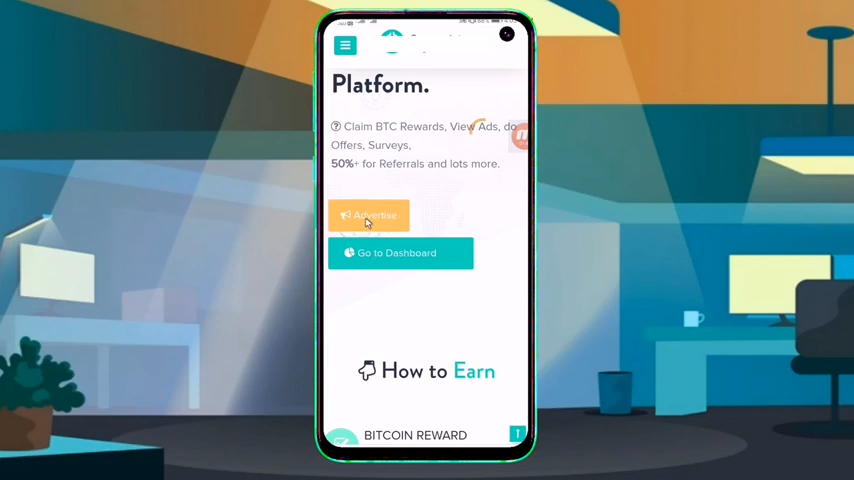 Platform.
Claim BTC Rewards, View Ads, do
Offers, Surveys,
50%+ for Referrals and lots more.
Advertise
Go to Dashboard
How to Earn
BITCOIN REWARD